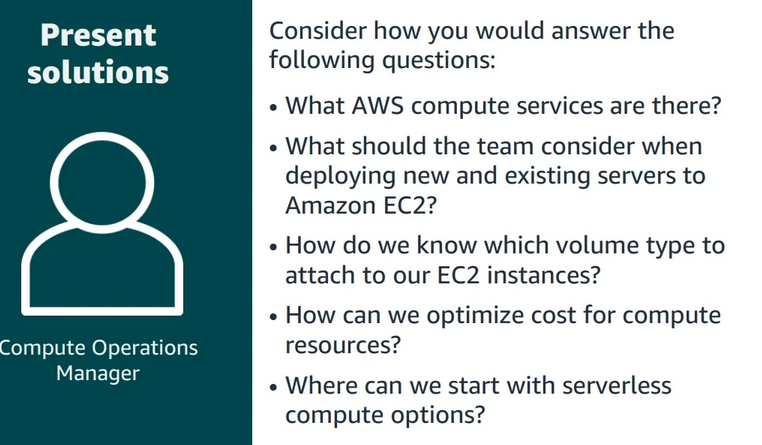 Present
solutions
Compute Operations
Manager
Consider how you would answer the
following questions:
• What AWS compute services are there?
• What should the team consider when
deploying new and existing servers to
Amazon EC2?
• How do we know which volume type to
attach to our EC2 instances?
• How can we optimize cost for compute
resources?
• Where can we start with serverless
compute options?